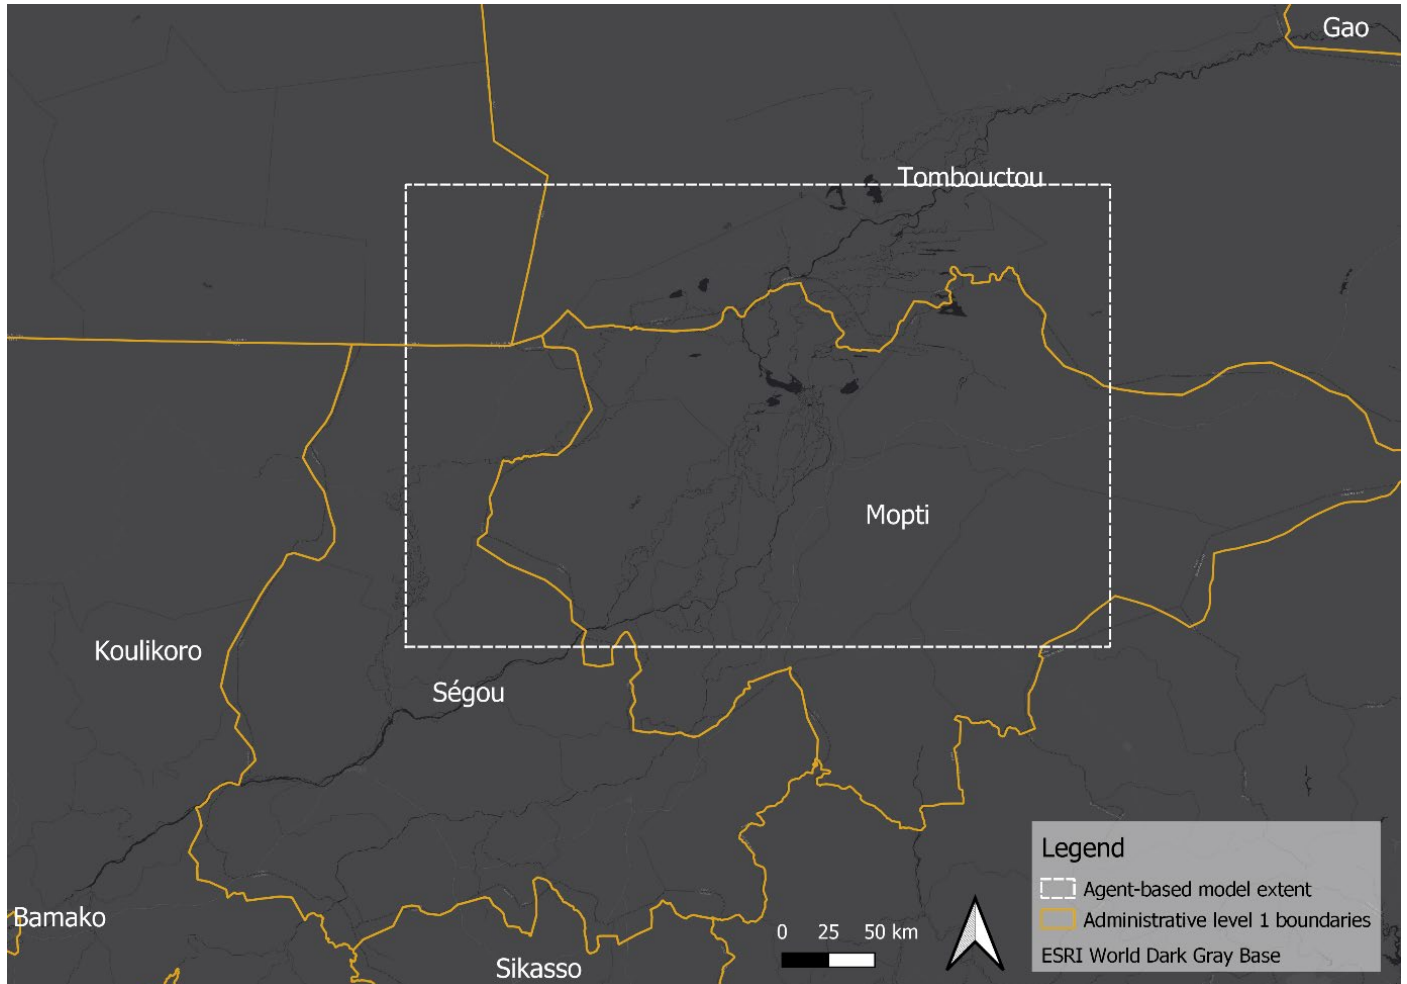 Gao
Tombouctou
Mopti
Koulikoro
Ségou
Bamako
Sikasso
0 25 50 km
Legend
Agent-based model extent
Administrative level 1 boundaries
ESRI World Dark Gray Base